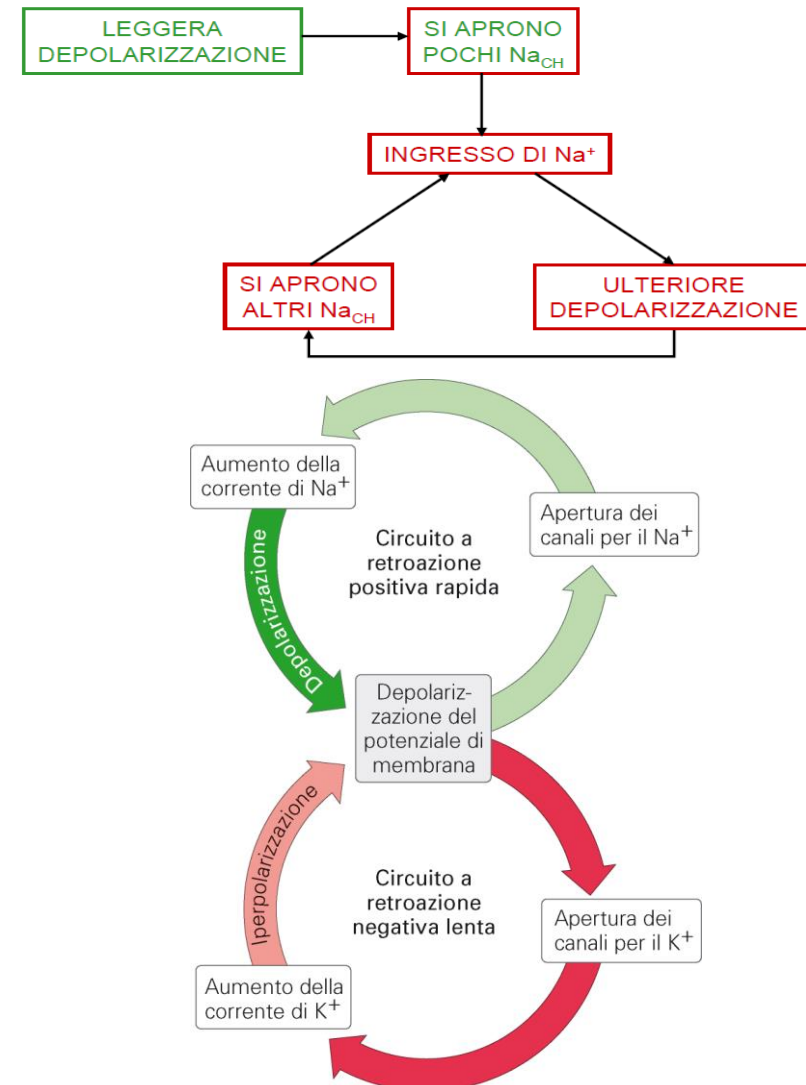 LEGGERA
DEPOLARIZZAZIONE
SI APRONO
POCHI Na_CH
INGRESSO DI Na⁺
SI APRONO
ALTRI Na_CH
ULTERIORE
DEPOLARIZZAZIONE
Aumento della
corrente di Na⁺
Apertura dei
canali per il Na⁺
Circuito a
retroazione
positiva rapida
Depolarizzazione
Depolariz-
zazione del
potenziale di
membrana
Iperpolarizzazione
Circuito a
retroazione
negativa lenta
Apertura dei
canali per il K⁺
Aumento della
corrente di K⁺